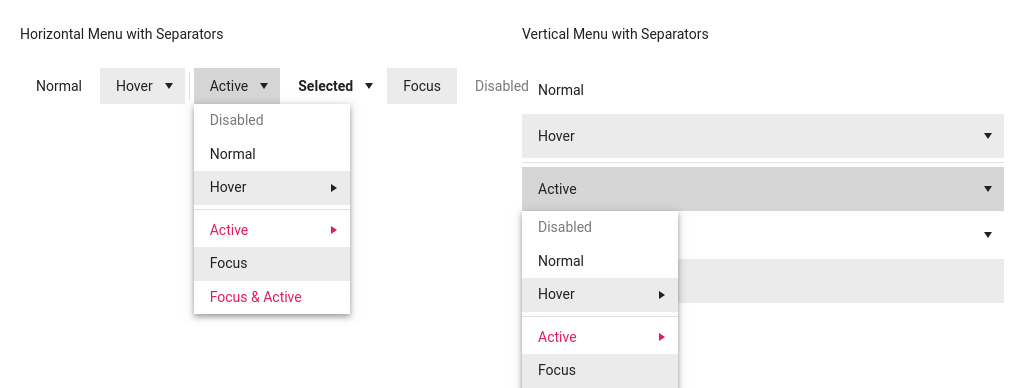 Horizontal Menu with Separators
Normal Hover Active Selected Focus Disabled
Disabled
Normal
Hover
Active
Focus
Focus & Active
Vertical Menu with Separators
Normal
Hover
Active
Disabled
Normal
Hover
Active
Focus